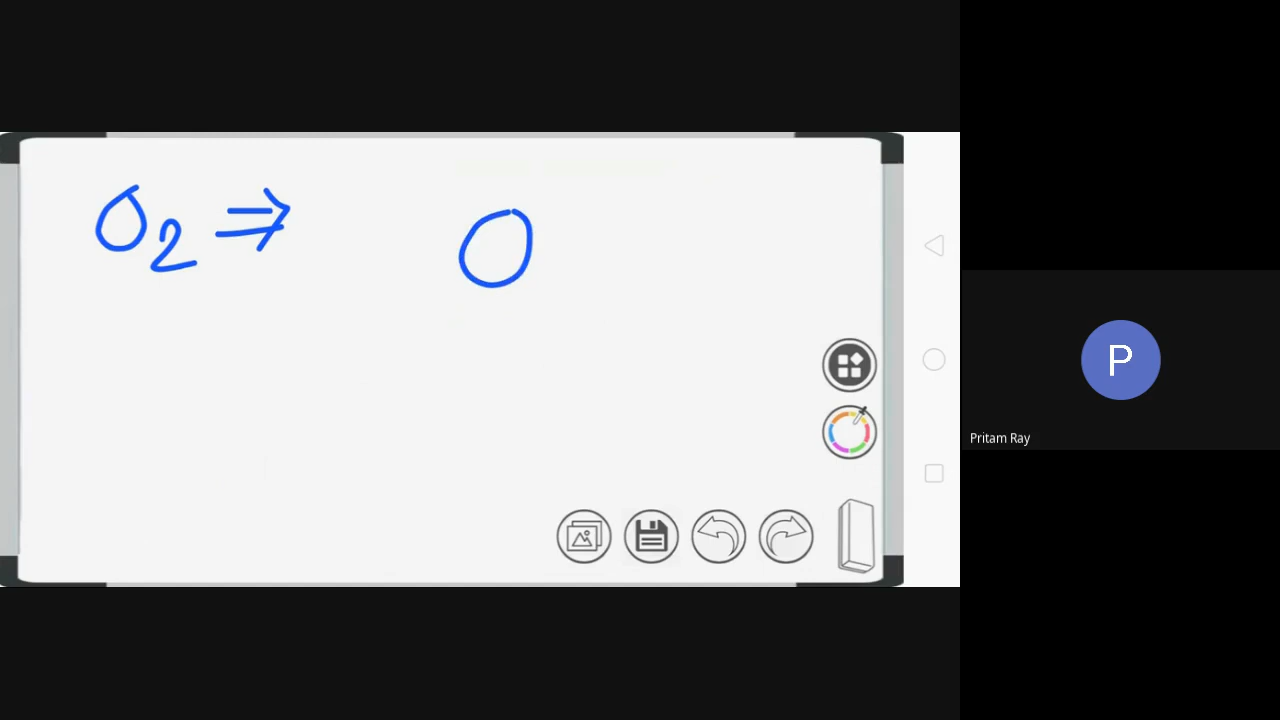 O₂ ⇒ O
P
Pritam Ray